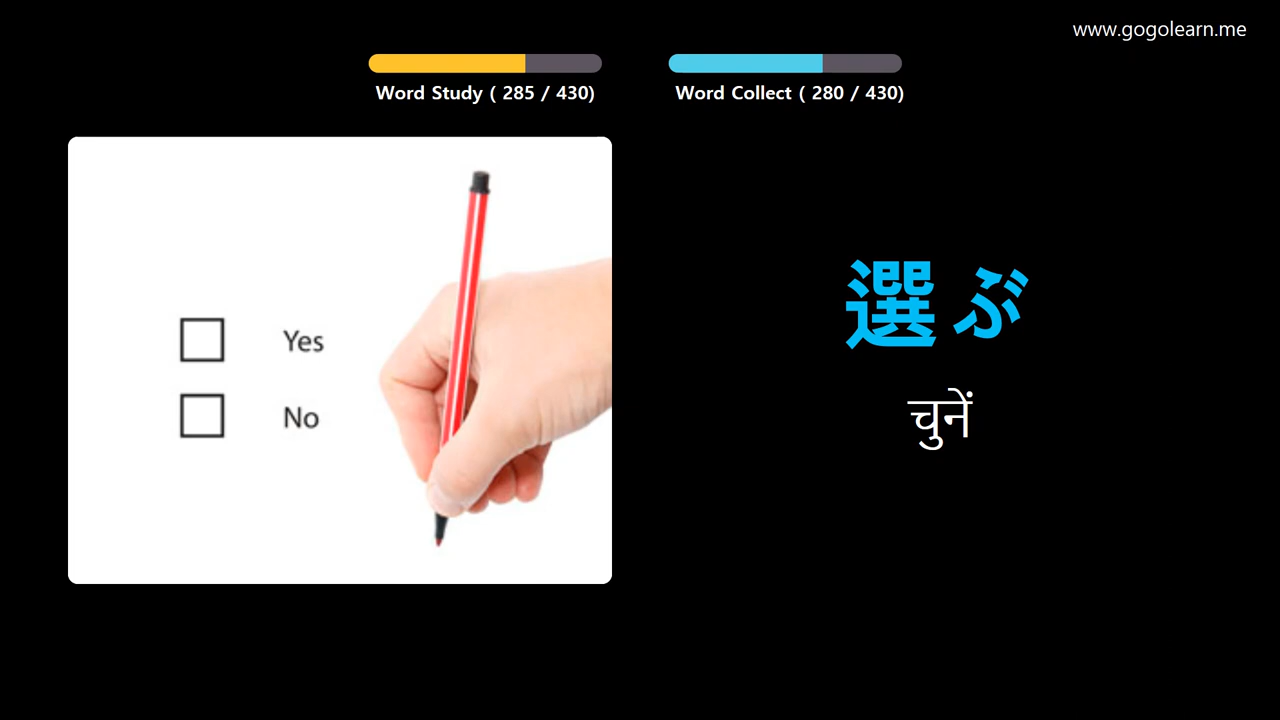 www.gogolearn.me
Word Study ( 285 / 430)
Word Collect ( 280 / 430)
Yes
No
選ぶ
चुनें